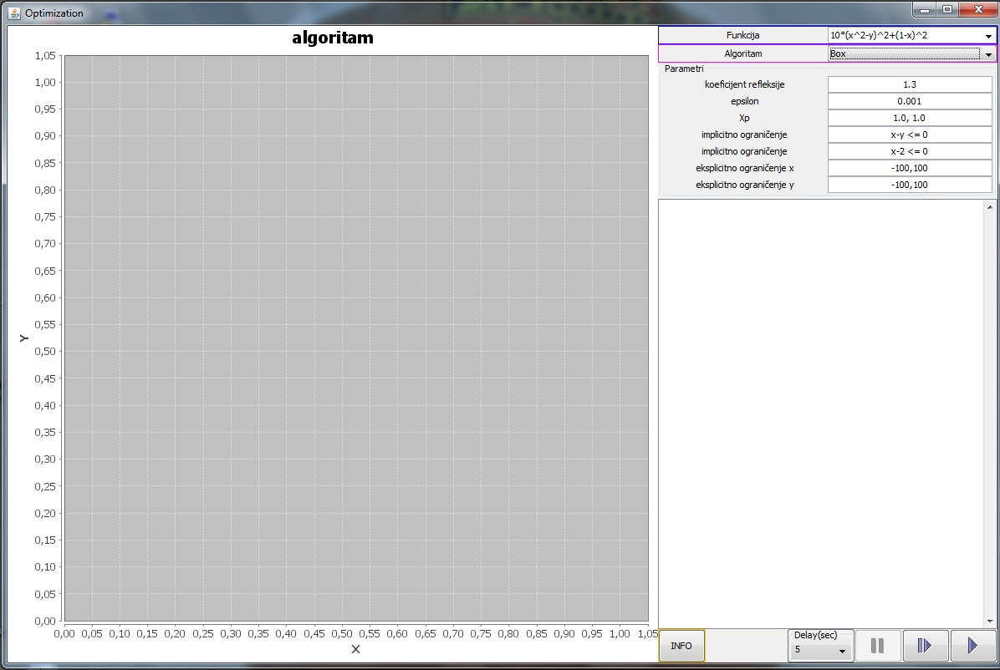 Optimization
algoritam
1,05
1,00
0,95
0,90
0,85
0,80
0,75
0,70
0,65
0,60
0,55
0,50
0,45
0,40
0,35
0,30
0,25
0,20
0,15
0,10
0,05
0,00
Y
0,00 0,05 0,10 0,15 0,20 0,25 0,30 0,35 0,40 0,45 0,50 0,55 0,60 0,65 0,70 0,75 0,80 0,85 0,90 0,95 1,00 1,05
X
Funkcija 10*(x^2-y)^2+(1-x)^2
Algoritam Box
Parametri
koeficijent refleksije 1.3
epsilon 0.001
Xp 1.0, 1.0
implicitno ograničenje x-y <= 0
implicitno ograničenje x-2 <= 0
eksplicitno ograničenje x -100,100
eksplicitno ograničenje y -100,100
INFO
Delay(sec)
5